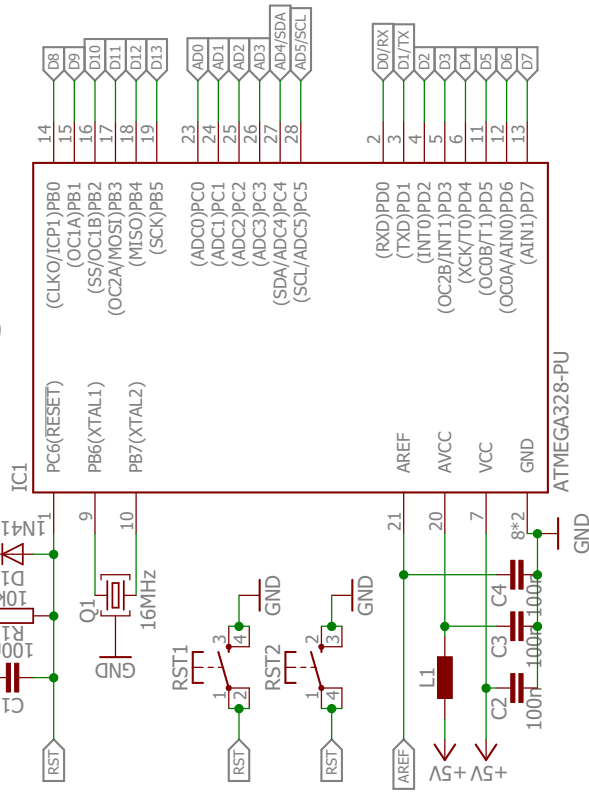 D8
D9
D10
D11
D12
D13
AD0
AD1
AD2
AD3
AD4/SDA
AD5/SCL
D0/RX
D1/TX
D2
D3
D4
D5
D6
D7
14
15
16
17
18
19
23
24
25
26
27
28
2
3
4
5
6
11
12
13
(CLKO/ICP1)PB0
(OC1A)PB1
(SS/OC1B)PB2
(OC2A/MOSI)PB3
(MISO)PB4
(SCK)PB5
(ADC0)PC0
(ADC1)PC1
(ADC2)PC2
(ADC3)PC3
(SDA/ADC4)PC4
(SCL/ADC5)PC5
(RXD)PD0
(TXD)PD1
(INT0)PD2
(OC2B/INT1)PD3
(XCK/T0)PD4
(OC0B/T1)PD5
(OC0A/AIN0)PD6
(AIN1)PD7
IC1
PC6(RESET)
PB6(XTAL1)
PB7(XTAL2)
AREF
AVCC
VCC
GND
ATMEGA328-PU
1
9
10
21
20
7
8*2
GND
1N41
D1
10k
R1
100n
C1
Q1
16MHz
GND
RST1
3
4
1
2
GND
RST2
2
3
1
4
GND
L1
C4
100n
C3
100n
C2
100n
RST
RST
RST
AREF
+5V
+5V